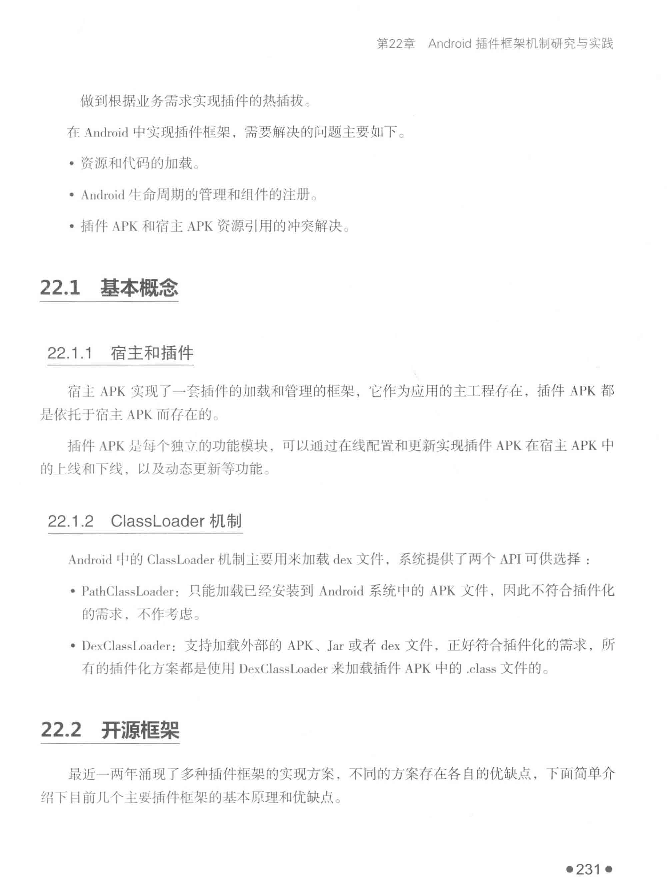 第22章 Android 插件框架机制研究与实践
做到根据业务需求实现插件的热插拔。
在 Android 中实现插件框架，需要解决的问题主要如下。
• 资源和代码的加载。
• Android 生命周期的管理和组件的注册。
• 插件 APK 和宿主 APK 资源引用的冲突解决。
22.1 基本概念
22.1.1 宿主和插件
宿主 APK 实现了一套插件的加载和管理的框架，它作为应用的主工程存在，插件 APK 都
是依托于宿主 APK 而存在的。
插件 APK 是每个独立的功能模块，可以通过在线配置和更新实现插件 APK 在宿主 APK 中
的上线和下线，以及动态更新等功能。
22.1.2 ClassLoader 机制
Android 中的 ClassLoader 机制主要用来加载 dex 文件，系统提供了两个 API 可供选择：
• PathClassLoader：只能加载已经安装到 Android 系统中的 APK 文件，因此不符合插件化
的需求，不作考虑。
• DexClassLoader：支持加载外部的 APK、Jar 或者 dex 文件，正好符合插件化的需求，所
有的插件化方案都是使用 DexClassLoader 来加载插件 APK 中的 .class 文件的。
22.2 开源框架
最近一两年涌现了多种插件框架的实现方案，不同的方案存在各自的优缺点，下面简单介
绍下目前几个主要插件框架的基本原理和优缺点。
●231●